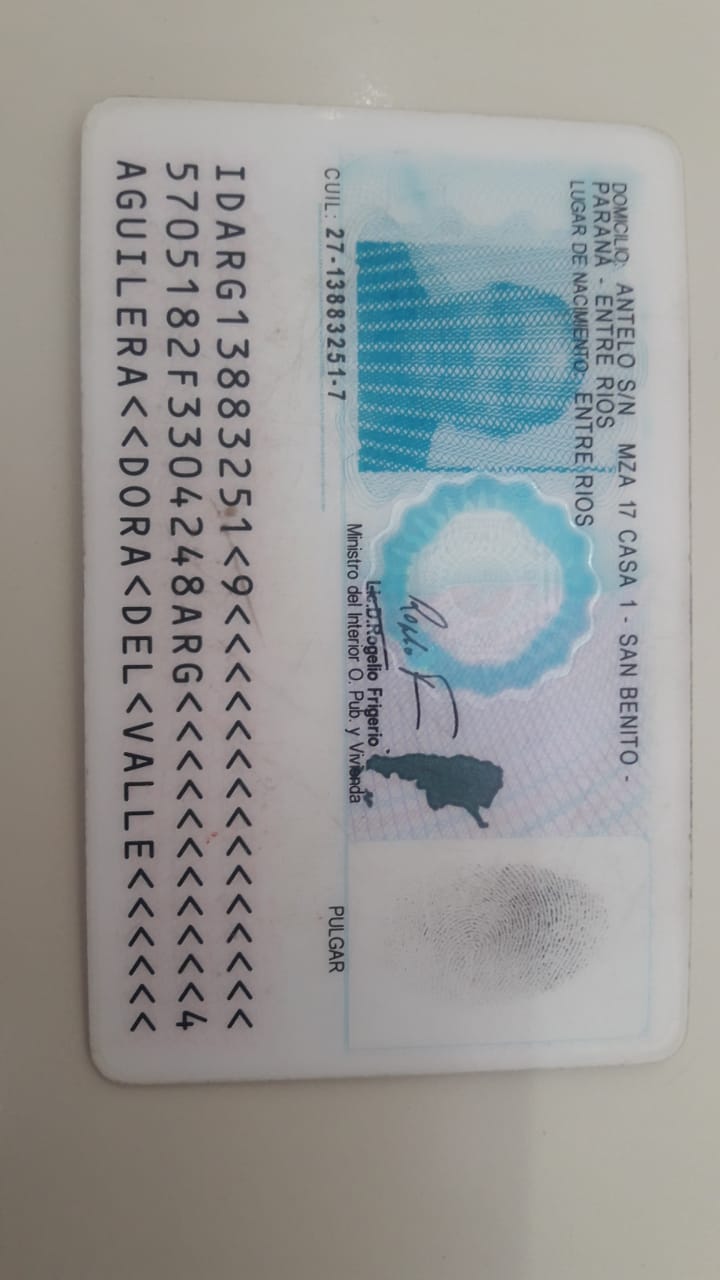 DOMICILIO: ANTELO S/N MZA 17 CASA 1 - SAN BENITO -
PARANÁ - ENTRE RIOS
LUGAR DE NACIMIENTO: ENTRE RIOS
Lic.D.Rogelio Frigerio
Ministro del Interior O. Pub. y Vivienda
CUIL: 27-13883251-7
PULGAR
IDARG13883251<9<<<<<<<<<<<<<<<
5705182F3304248ARG<<<<<<<<<<<4
AGUILERA<<DORA<DEL<VALLE<<<<<<